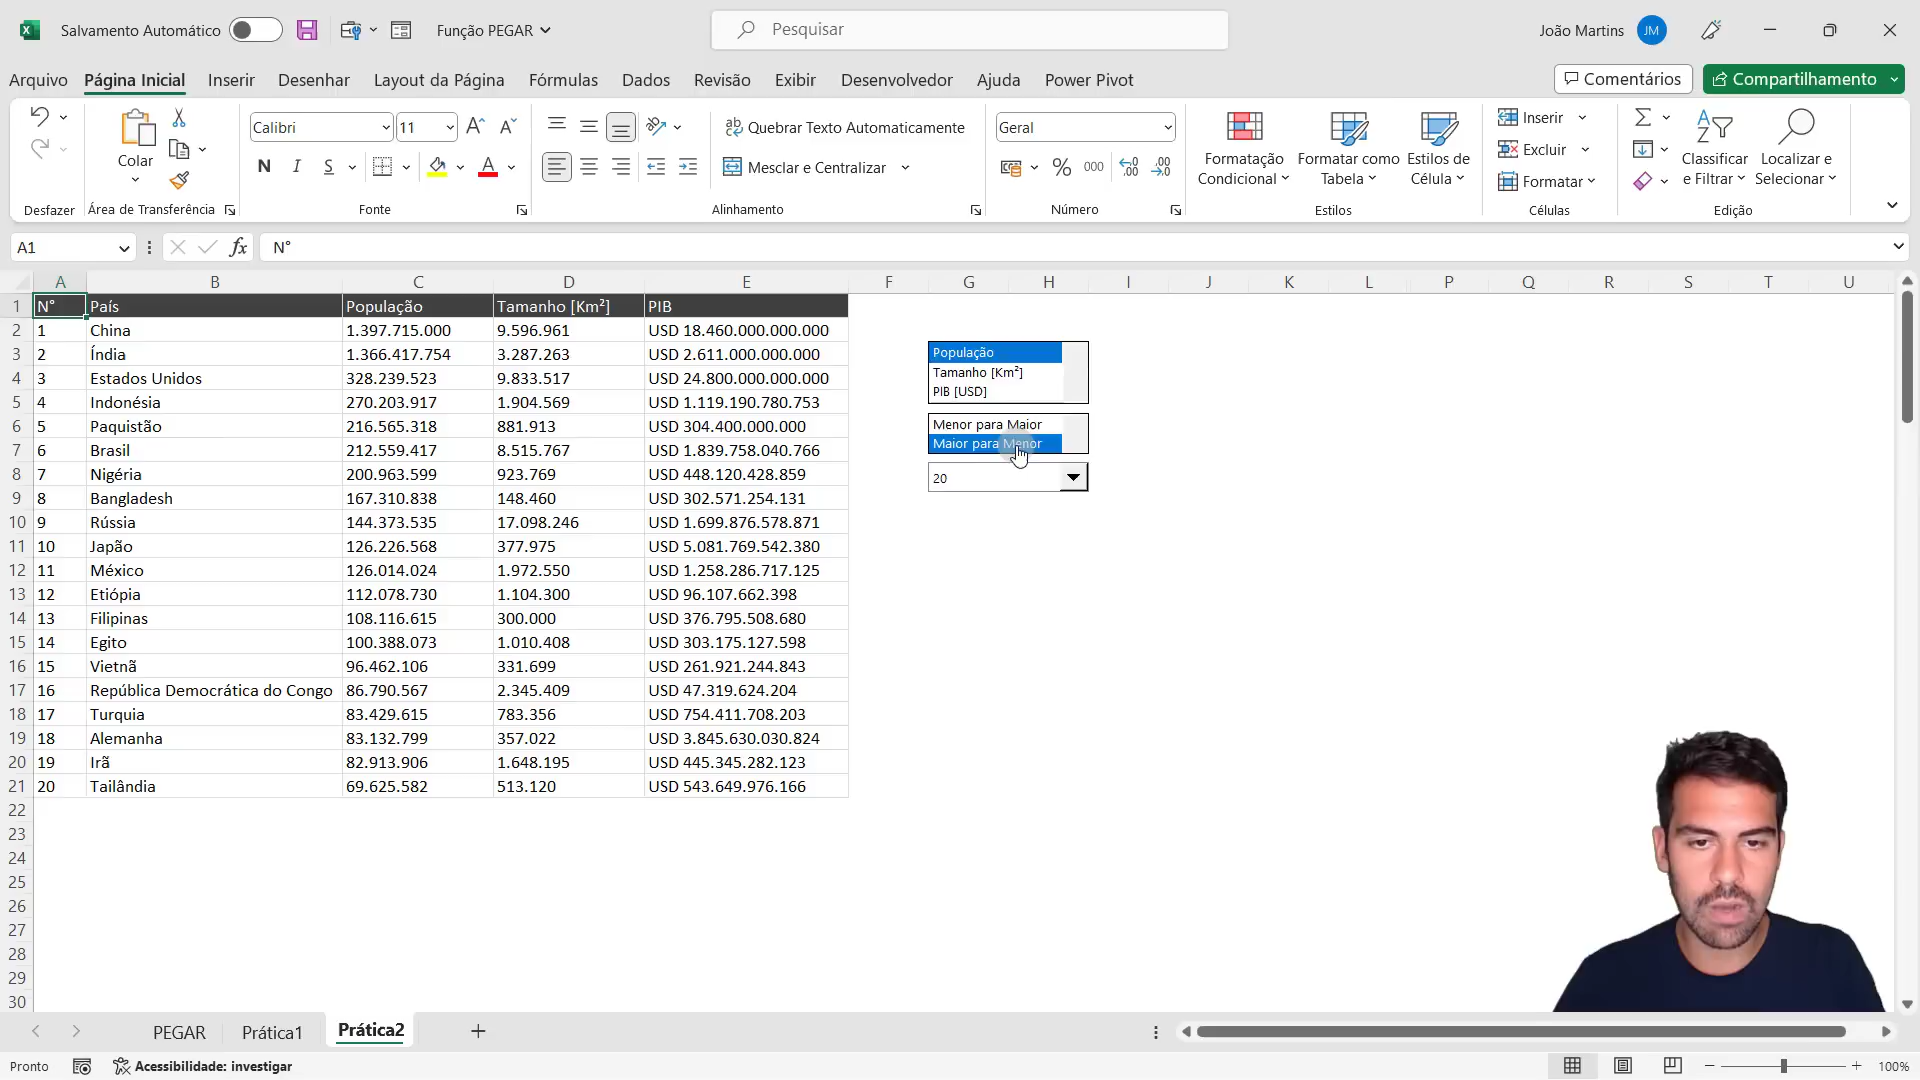 Salvamento Automático
Função PEGAR
Pesquisar
João Martins
JM
Arquivo Página Inicial Inserir Desenhar Layout da Página Fórmulas Dados Revisão Exibir Desenvolvedor Ajuda Power Pivot
Comentários
Compartilhamento
Desfazer
Colar
Área de Transferência
Calibri
11
N I S
Fonte
Quebrar Texto Automaticamente
Mesclar e Centralizar
Alinhamento
Geral
% 000
Número
Formatação Condicional
Formatar como Tabela
Estilos de Célula
Estilos
Inserir
Excluir
Formatar
Células
Classificar e Filtrar
Localizar e Selecionar
Edição
A1
fx
N°
A B C D E F G H I J K L M N O P Q R S T U
1 N° País População Tamanho [Km²] PIB
2 1 China 1.397.715.000 9.596.961 USD 18.460.000.000.000
3 2 Índia 1.366.417.754 3.287.263 USD 2.611.000.000.000
4 3 Estados Unidos 328.239.523 9.833.517 USD 24.800.000.000.000
5 4 Indonésia 270.203.917 1.904.569 USD 1.119.190.780.753
6 5 Paquistão 216.565.318 881.913 USD 304.400.000.000
7 6 Brasil 212.559.417 8.515.767 USD 1.839.758.040.766
8 7 Nigéria 200.963.599 923.769 USD 448.120.428.859
9 8 Bangladesh 167.310.838 148.460 USD 302.571.254.131
10 9 Rússia 144.373.535 17.098.246 USD 1.699.876.578.871
11 10 Japão 126.226.568 377.975 USD 5.081.769.542.380
12 11 México 126.014.024 1.972.550 USD 1.258.286.717.125
13 12 Etiópia 112.078.730 1.104.300 USD 96.107.662.398
14 13 Filipinas 108.116.615 300.000 USD 376.795.508.680
15 14 Egito 100.388.073 1.010.408 USD 303.175.127.598
16 15 Vietnã 96.462.106 331.699 USD 261.921.244.843
17 16 República Democrática do Congo 86.790.567 2.345.409 USD 47.319.624.204
18 17 Turquia 83.429.615 783.356 USD 754.411.708.203
19 18 Alemanha 83.132.799 357.022 USD 3.845.630.030.824
20 19 Irã 82.913.906 1.648.195 USD 445.345.282.123
21 20 Tailândia 69.625.582 513.120 USD 543.649.976.166
22
23
24
25
26
27
28
29
30
População
Tamanho [Km²]
PIB [USD]
Menor para Maior
Maior para Menor
20
PEGAR Prática1 Prática2
Pronto
Acessibilidade: investigar
100%